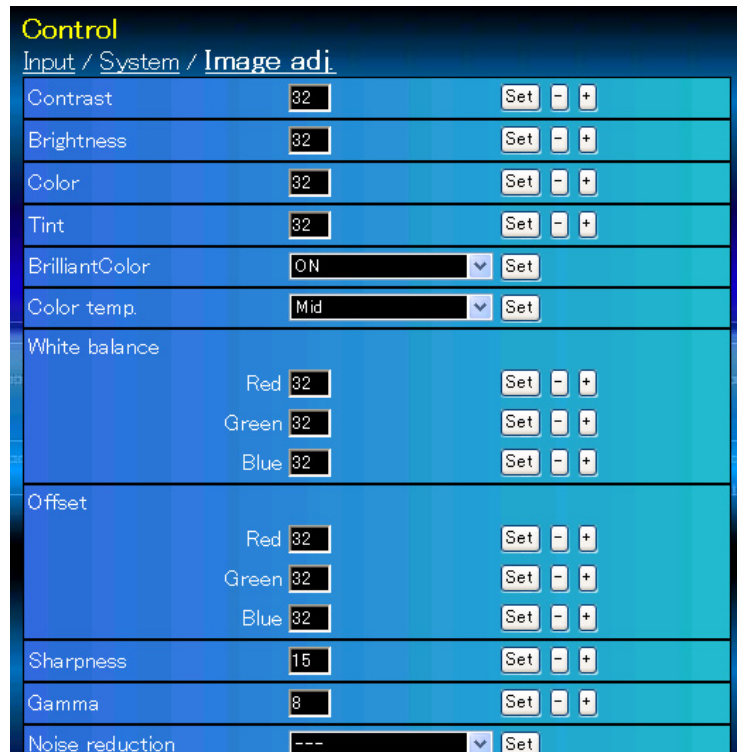 Control
Input / System / Image adj.
Contrast 32 Set - +
Brightness 32 Set - +
Color 32 Set - +
Tint 32 Set - +
BrilliantColor ON Set
Color temp. Mid Set
White balance
Red 32 Set - +
Green 32 Set - +
Blue 32 Set - +
Offset
Red 32 Set - +
Green 32 Set - +
Blue 32 Set - +
Sharpness 15 Set - +
Gamma 8 Set - +
Noise reduction --- Set